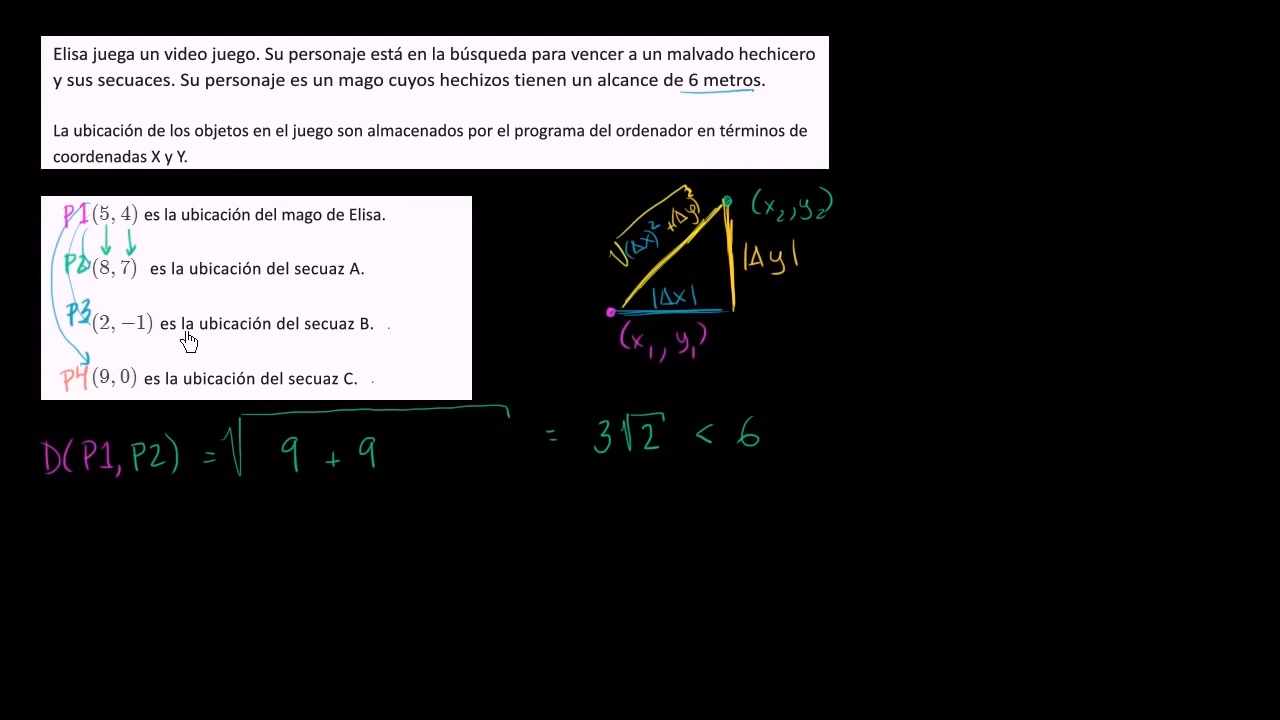 Elisa juega un video juego. Su personaje está en la búsqueda para vencer a un malvado hechicero
y sus secuaces. Su personaje es un mago cuyos hechizos tienen un alcance de 6 metros.
La ubicación de los objetos en el juego son almacenados por el programa del ordenador en términos de
coordenadas X y Y.
P1 (5, 4) es la ubicación del mago de Elisa.
P2 (8, 7) es la ubicación del secuaz A.
P3 (2, −1) es la ubicación del secuaz B.
P4 (9, 0) es la ubicación del secuaz C.
(x₂, y₂)
√(Δx)² + (Δy)²
|Δy|
|Δx|
(x₁, y₁)
D(P1, P2) = √ 9 + 9 = 3√2 < 6